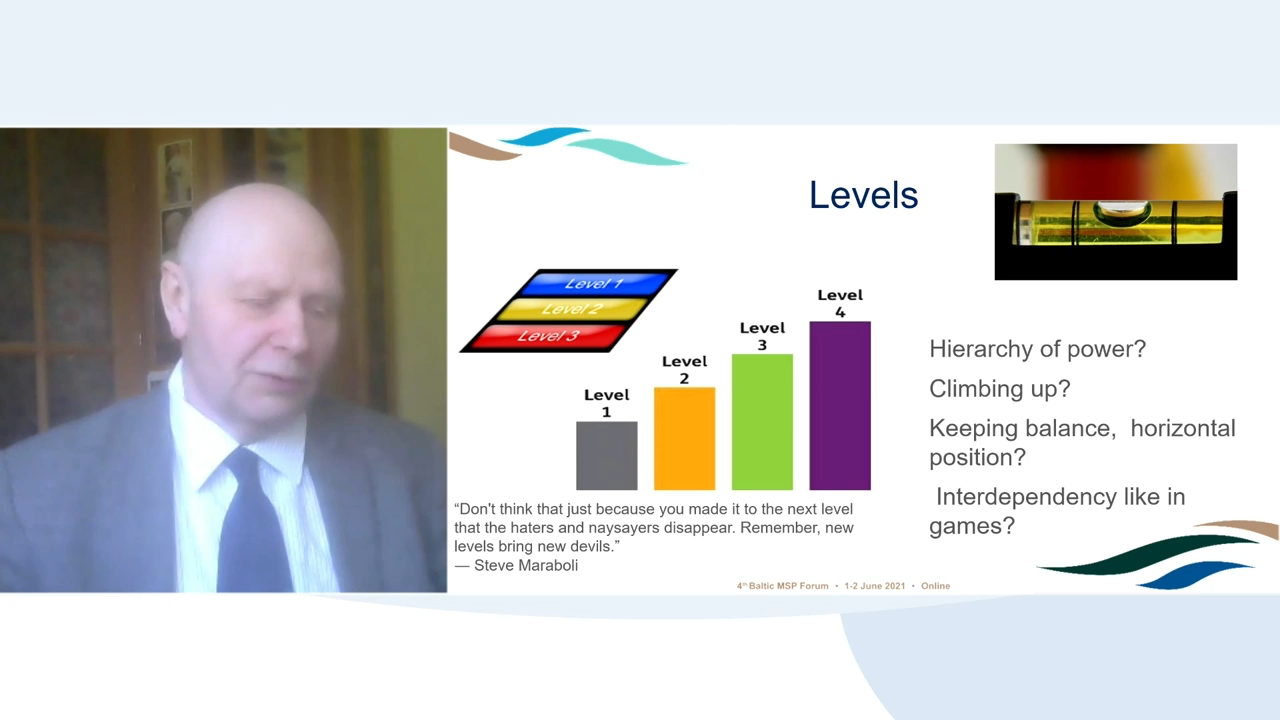 Levels
Level 1
Level 2
Level 3
Level
1
Level
2
Level
3
Level
4
Hierarchy of power?
Climbing up?
Keeping balance,  horizontal
position?
Interdependency like in
games?
“Don't think that just because you made it to the next level
that the haters and naysayers disappear. Remember, new
levels bring new devils.”
― Steve Maraboli
4th Baltic MSP Forum • 1-2 June 2021 • Online